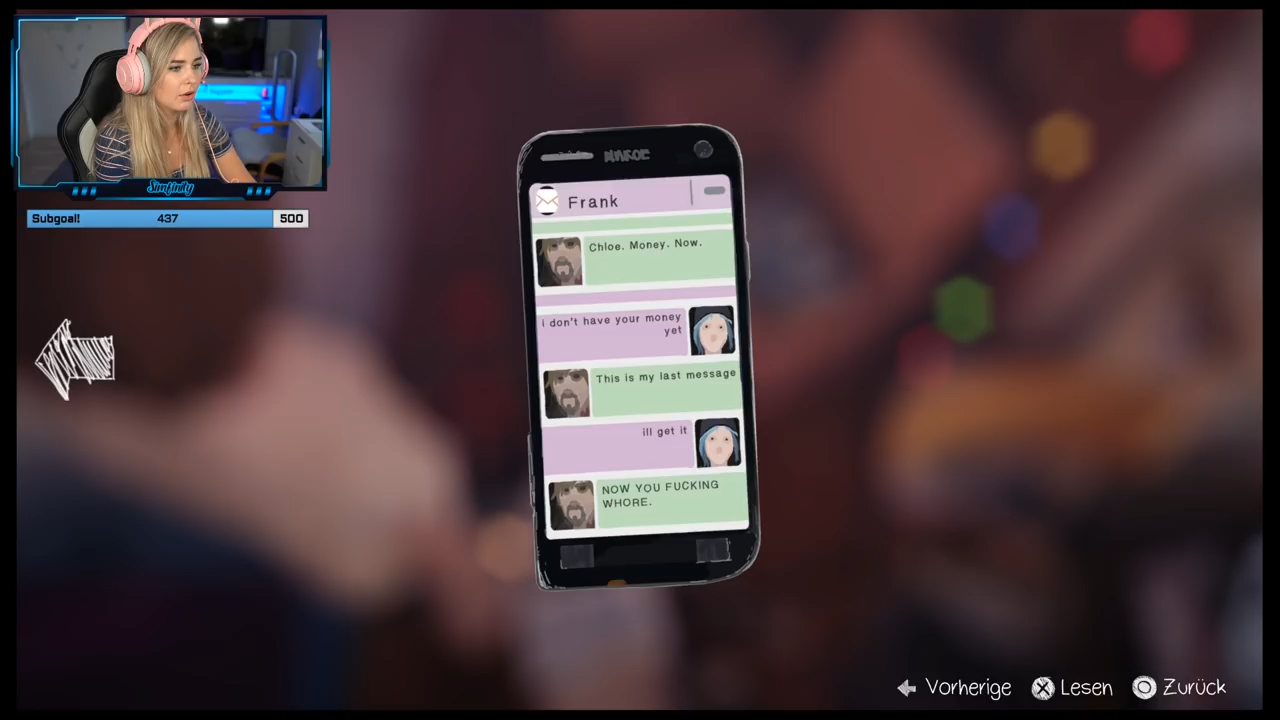 Simfinity
Subgoal! 437 500
Frank
Chloe. Money. Now.
i don't have your money
yet
This is my last message
ill get it
NOW YOU FUCKING
WHORE.
Vorherige Lesen Zurück